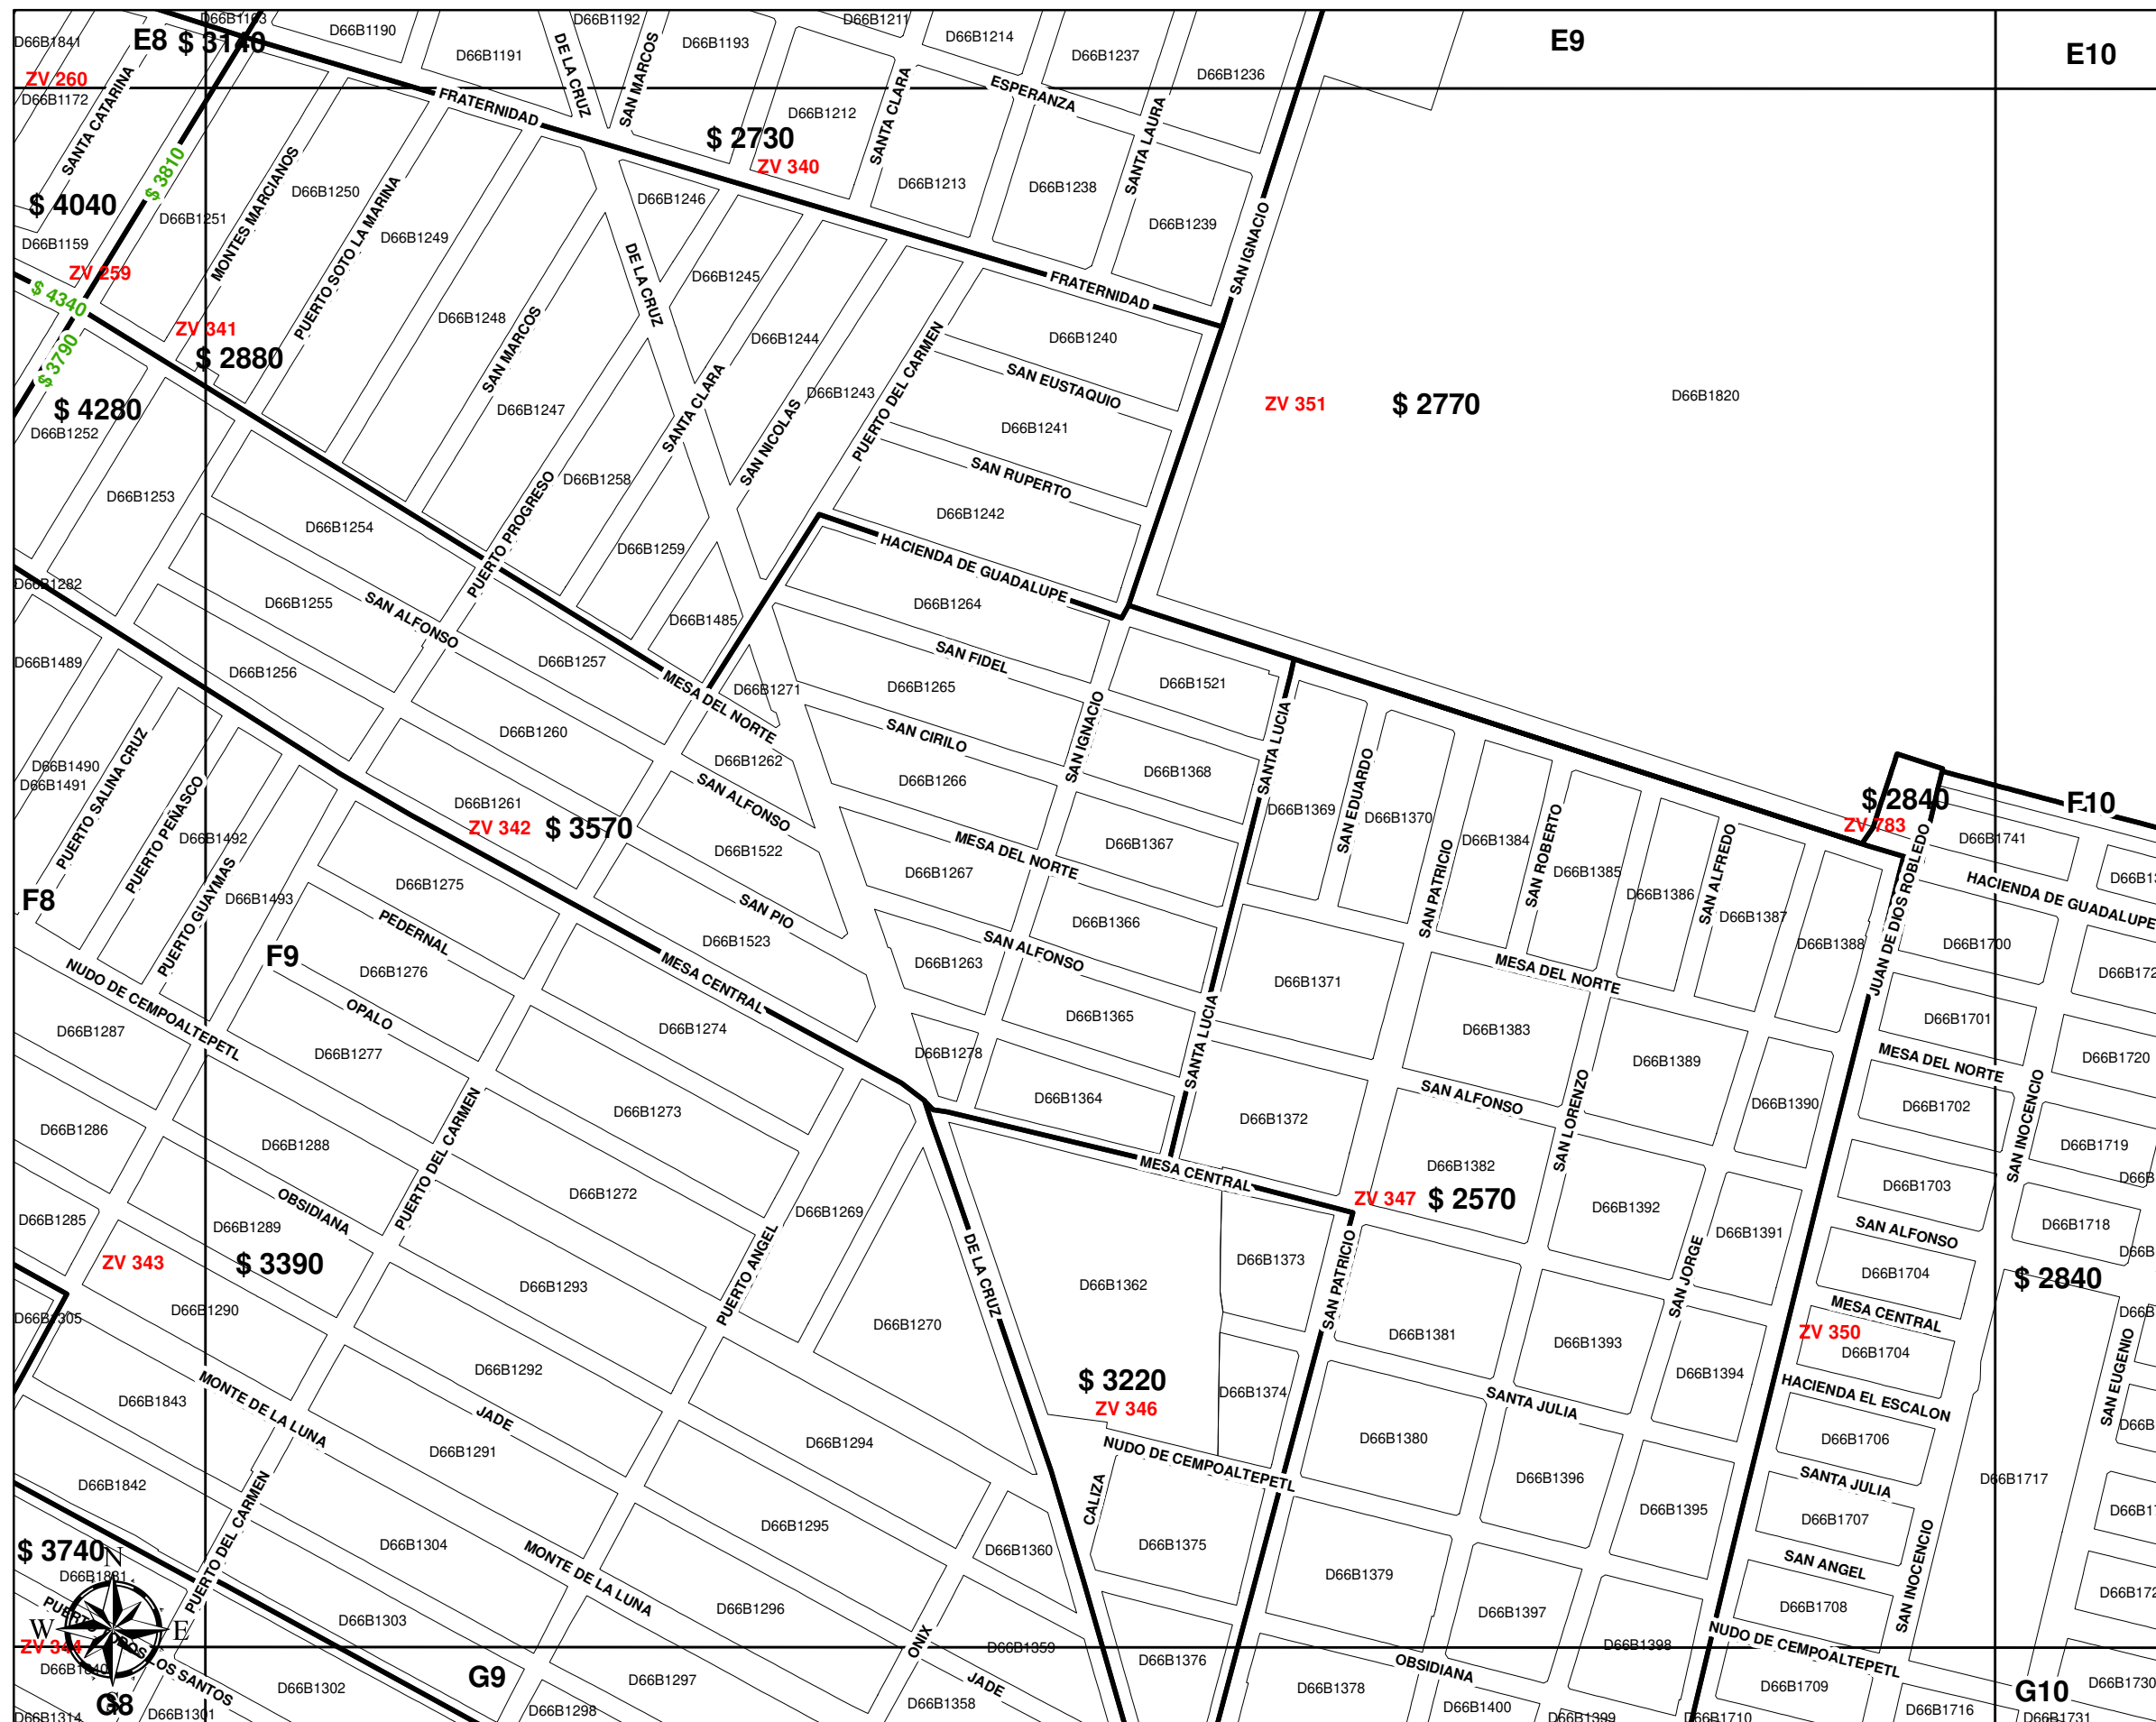 D66B1163
D66B1190
D66B1192
D66B1211
D66B1841
E8
$ 3140
D66B1191
DE LA CRUZ
SAN MARCOS
D66B1193
D66B1214
D66B1237
D66B1236
E9
E10
ZV 260
D66B1172
SANTA CATARINA
FRATERNIDAD
$ 2730
ZV 340
D66B1212
SANTA CLARA
ESPERANZA
SANTA LAURA
$ 3810
$ 4040
D66B1159
D66B1251
MONTES MARCIANOS
D66B1250
PUERTO SOTO LA MARINA
D66B1249
D66B1246
D66B1213
D66B1238
D66B1239
SAN IGNACIO
ZV 259
$ 4340
$ 3790
ZV 341
$ 2880
D66B1248
SAN MARCOS
DE LA CRUZ
D66B1245
D66B1244
FRATERNIDAD
D66B1240
SAN EUSTAQUIO
$ 4280
D66B1252
D66B1247
SANTA CLARA
D66B1243
SAN NICOLAS
PUERTO DEL CARMEN
D66B1241
SAN RUPERTO
ZV 351
$ 2770
D66B1820
D66B1253
D66B1254
PUERTO PROGRESO
D66B1258
D66B1259
D66B1242
HACIENDA DE GUADALUPE
D66B1282
D66B1255
SAN ALFONSO
D66B1485
D66B1264
SAN FIDEL
D66B1489
D66B1256
D66B1257
MESA DEL NORTE
D66B1271
D66B1265
SAN IGNACIO
D66B1521
SANTA LUCIA
D66B1490
D66B1491
PUERTO SALINA CRUZ
PUERTO PEÑASCO
D66B1260
D66B1262
SAN CIRILO
D66B1266
D66B1368
SAN EDUARDO
D66B1492
PUERTO GUAYMAS
D66B1261
ZV 342
$ 3570
SAN ALFONSO
D66B1522
MESA DEL NORTE
D66B1367
D66B1369
D66B1370
SAN PATRICIO
D66B1384
SAN ROBERTO
D66B1385
D66B1386
SAN ALFREDO
D66B1387
D66B1388
$ 2840
ZV 783
F10
JUAN DE DIOS ROBLEDO
D66B1741
HACIENDA DE GUADALUPE
F8
D66B1493
D66B1275
PEDERNAL
SAN PIO
D66B1523
D66B1267
D66B1366
SAN ALFONSO
D66B1263
F9
NUDO DE CEMPOALTEPETL
D66B1276
OPALO
MESA CENTRAL
D66B1371
MESA DEL NORTE
D66B1700
D66B1287
D66B1277
D66B1274
D66B1278
D66B1365
SANTA LUCIA
D66B1383
SAN LORENZO
D66B1389
D66B1701
MESA DEL NORTE
D66B1720
D66B1286
D66B1288
PUERTO DEL CARMEN
D66B1273
D66B1364
D66B1372
SAN ALFONSO
D66B1390
D66B1702
SAN INOCENCIO
D66B1719
D66B1285
D66B1289
OBSIDIANA
D66B1272
PUERTO ANGEL
D66B1269
DE LA CRUZ
MESA CENTRAL
D66B1382
ZV 347
$ 2570
D66B1392
D66B1391
D66B1703
SAN ALFONSO
D66B1718
ZV 343
$ 3390
D66B1293
D66B1362
D66B1373
SAN PATRICIO
SAN JORGE
D66B1704
$ 2840
D66B1305
D66B1290
D66B1270
D66B1381
D66B1393
ZV 350
MESA CENTRAL
D66B1704
SAN EUGENIO
D66B1292
JADE
MONTE DE LA LUNA
D66B1843
$ 3220
ZV 346
D66B1374
SANTA JULIA
D66B1394
HACIENDA EL ESCALON
D66B1291
D66B1294
NUDO DE CEMPOALTEPETL
D66B1380
D66B1706
D66B1842
PUERTO DEL CARMEN
CALIZA
D66B1396
D66B1395
SANTA JULIA
D66B1717
$ 3740
N
D66B1304
D66B1295
D66B1360
D66B1375
D66B1707
D66B1379
SAN ANGEL
SAN INOCENCIO
MONTE DE LA LUNA
W
E
D66B1303
D66B1296
D66B1397
D66B1708
ZV 344
ONIX
D66B1359
D66B1376
D66B1398
NUDO DE CEMPOALTEPETL
G9
D66B1297
JADE
OBSIDIANA
D66B1302
D66B1358
D66B1378
D66B1709
G10
D66B1730
G8
D66B1314
D66B1301
D66B1298
D66B1400
D66B1399
D66B1710
D66B1716
D66B1731